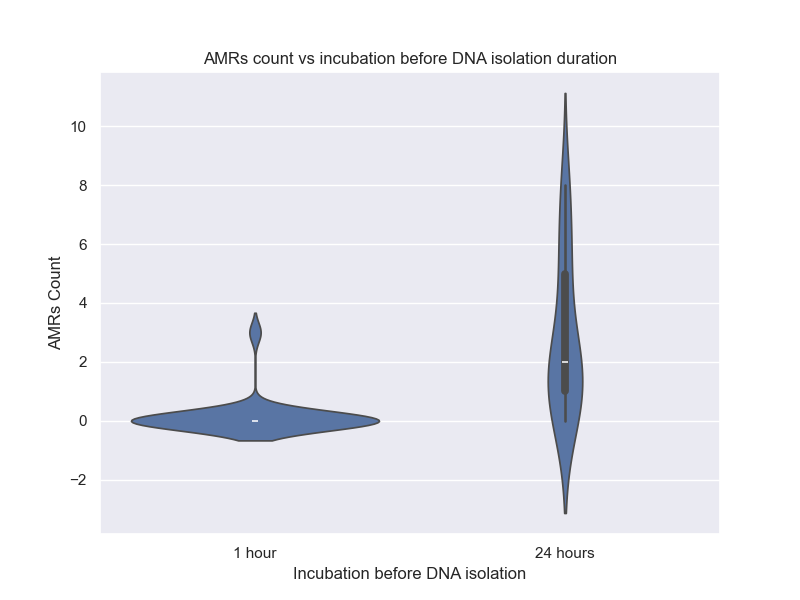 AMRs count vs incubation before DNA isolation duration
10
8
6
4
2
0
−2
AMRs Count
1 hour
24 hours
Incubation before DNA isolation